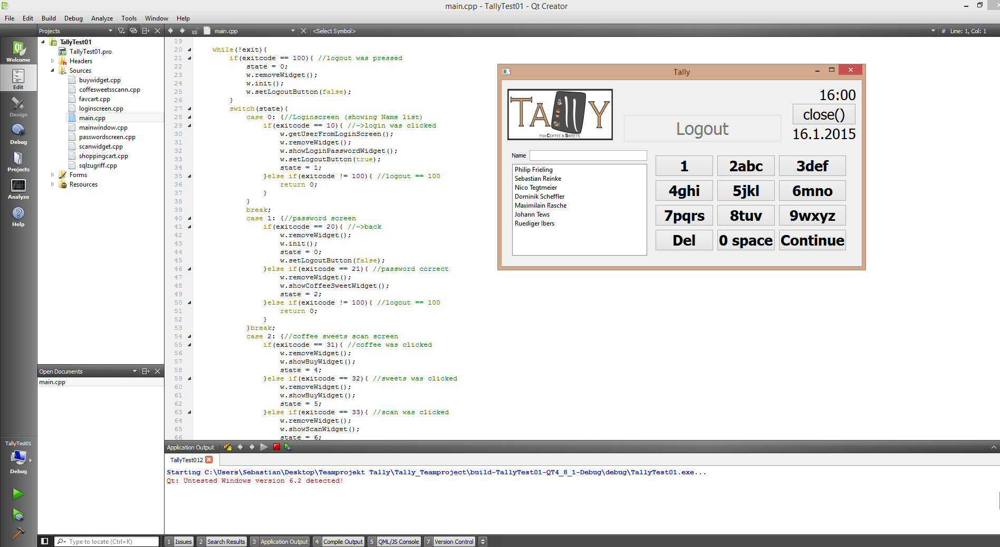 main.cpp - TallyTest01 - Qt Creator
File Edit Build Debug Analyze Tools Window Help
Projects
main.cpp
<Select Symbol>
# Line: 1, Col: 1
Welcome
Edit
Design
Debug
Projects
Analyze
Help
TallyTest01
TallyTest01.pro
Headers
Sources
buywidget.cpp
coffesweetsscann.cpp
favcart.cpp
loginscreen.cpp
main.cpp
mainwindow.cpp
passwordscreen.cpp
scanwidget.cpp
shoppingcart.cpp
sqlzugriff.cpp
Forms
Resources
Open Documents
main.cpp
19
20 while(!exit){
21 if(exitcode == 100){ //logout was pressed
22 state = 0;
23 w.removeWidget();
24 w.init();
25 w.setLogoutButton(false);
26 }
27 switch(state){
28 case 0: {//Loginscreen (showing Name list)
29 if(exitcode == 10){ //->login was clicked
30 w.getUserFromLoginScreen();
31 w.removeWidget();
32 w.showLoginPasswordWidget();
33 w.setLogoutButton(true);
34 state = 1;
35 }else if(exitcode != 100){ //logout == 100
36 return 0;
37 }
38 }
39 break;
40 case 1: {//password screen
41 if(exitcode == 20){ //->back
42 w.removeWidget();
43 w.init();
44 state = 0;
45 w.setLogoutButton(false);
46 }else if(exitcode == 21){ //password correct
47 w.removeWidget();
48 w.showCoffeeSweetWidget();
49 state = 2;
50 }else if(exitcode != 100){ //logout == 100
51 return 0;
52 }
53 }break;
54 case 2: {//coffee sweets scan screen
55 if(exitcode == 31){ //coffee was clicked
56 w.removeWidget();
57 w.showBuyWidget();
58 state = 4;
59 }else if(exitcode == 32){ //sweets was clicked
60 w.removeWidget();
61 w.showBuyWidget();
62 state = 5;
63 }else if(exitcode == 33){ //scan was clicked
64 w.removeWidget();
65 w.showScanWidget();
66 state = 6;
Tally
TAllY
FOR COFFEE & SWEETS
Logout
16:00
close()
16.1.2015
Name
Philip Frieling
Sebastian Reinke
Nico Tegtmeier
Dominik Scheffler
Maximilain Rasche
Johann Tews
Ruediger Ibers
1 2abc 3def
4ghi 5jkl 6mno
7pqrs 8tuv 9wxyz
Del 0 space Continue
Application Output
TallyTest012
Starting C:\Users\Sebastian\Desktop\Teamprojekt Tally\Tally_Teamproject\build-TallyTest01-QT4_8_1-Debug\debug\TallyTest01.exe...
Qt: Untested Windows version 6.2 detected!
TallyTest01
Debug
Type to locate (Ctrl+K)
1 Issues 2 Search Results 3 Application Output 4 Compile Output 5 QML/JS Console 7 Version Control